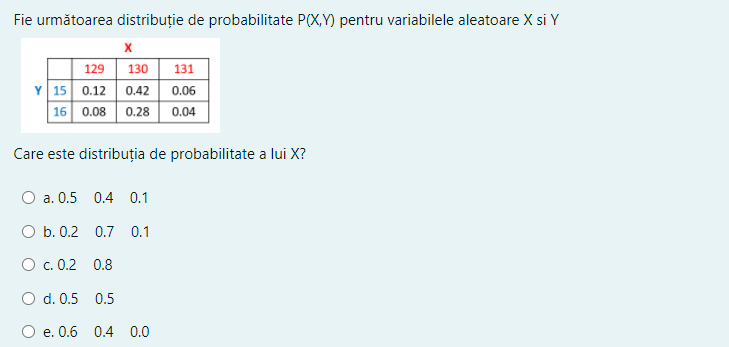 Fie următoarea distribuție de probabilitate P(X,Y) pentru variabilele aleatoare X si Y
X
129 130 131
Y 15 0.12 0.42 0.06
16 0.08 0.28 0.04
Care este distribuția de probabilitate a lui X?
a. 0.5 0.4 0.1
b. 0.2 0.7 0.1
c. 0.2 0.8
d. 0.5 0.5
e. 0.6 0.4 0.0